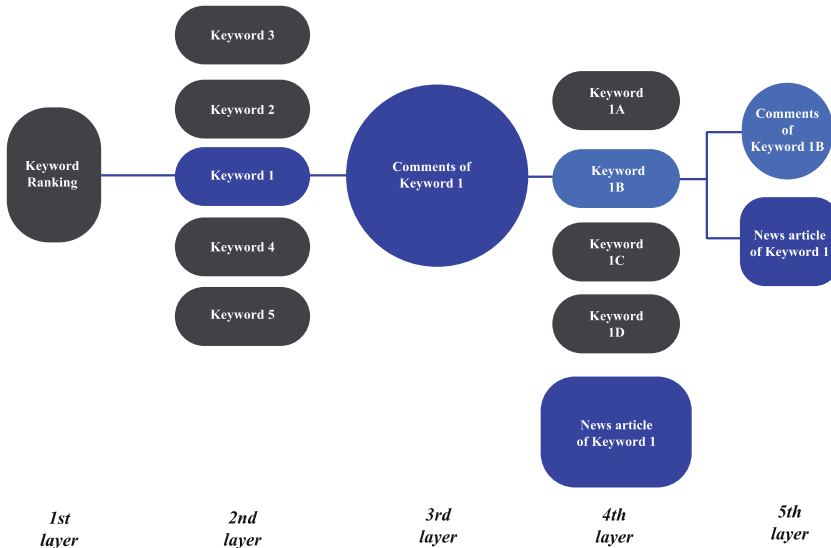 Keyword
Ranking
Keyword 3
Keyword 2
Keyword 1
Keyword 4
Keyword 5
Comments of
Keyword 1
Keyword
1A
Keyword
1B
Keyword
1C
Keyword
1D
News article
of Keyword 1
Comments
of
Keyword 1B
News article
of Keyword 1
1st
layer
2nd
layer
3rd
layer
4th
layer
5th
layer